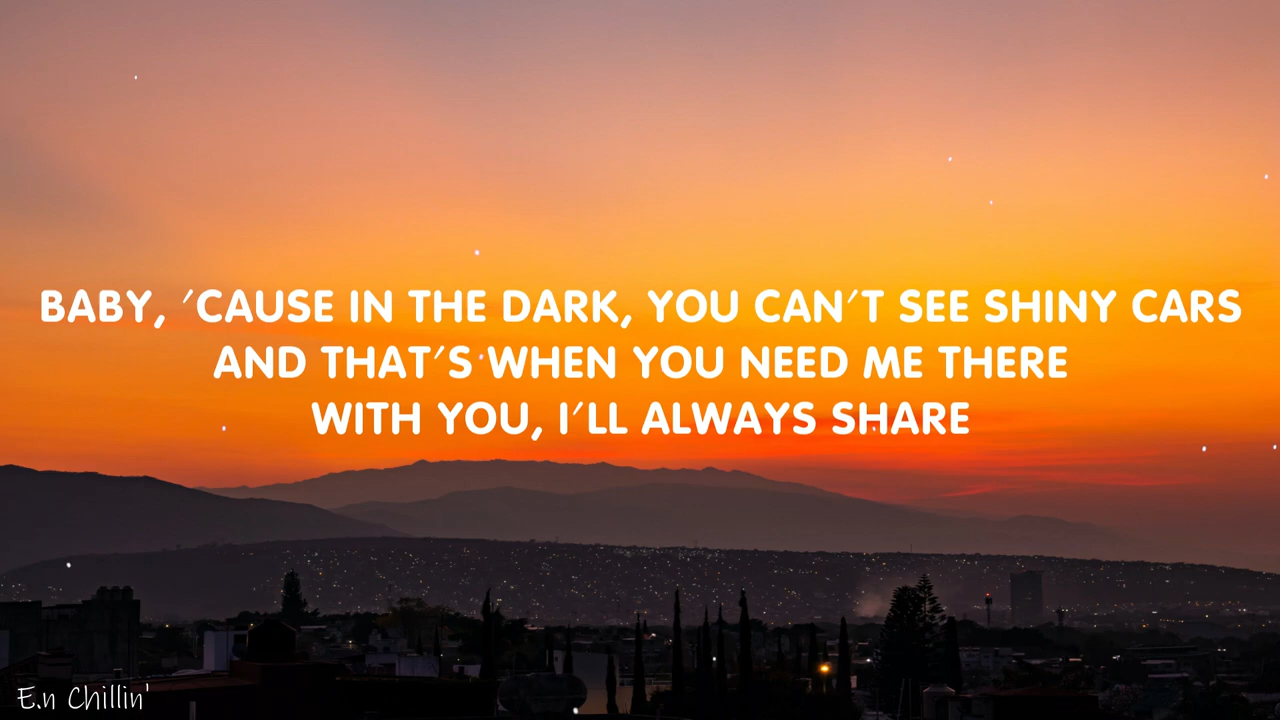 BABY, 'CAUSE IN THE DARK, YOU CAN'T SEE SHINY CARS
AND THAT'S WHEN YOU NEED ME THERE
WITH YOU, I'LL ALWAYS SHARE
E.n Chillin'